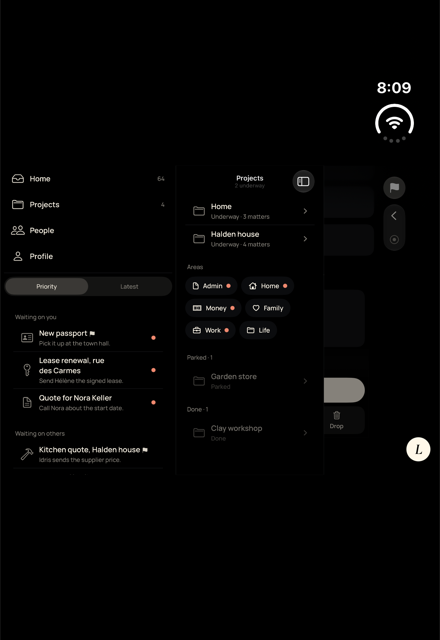 8:09
Home
64
Projects
4
People
Profile
Priority
Latest
Waiting on you
New passport
Pick it up at the town hall.
Lease renewal, rue
des Carmes
Send Hélène the signed lease.
Quote for Nora Keller
Call Nora about the start date.
Waiting on others
Kitchen quote, Halden house
Idris sends the supplier price.
Projects
2 underway
Home
Underway · 3 matters
Halden house
Underway · 4 matters
Areas
Admin
Home
Money
Family
Work
Life
Parked · 1
Garden store
Parked
Done · 1
Clay workshop
Done
Drop
L